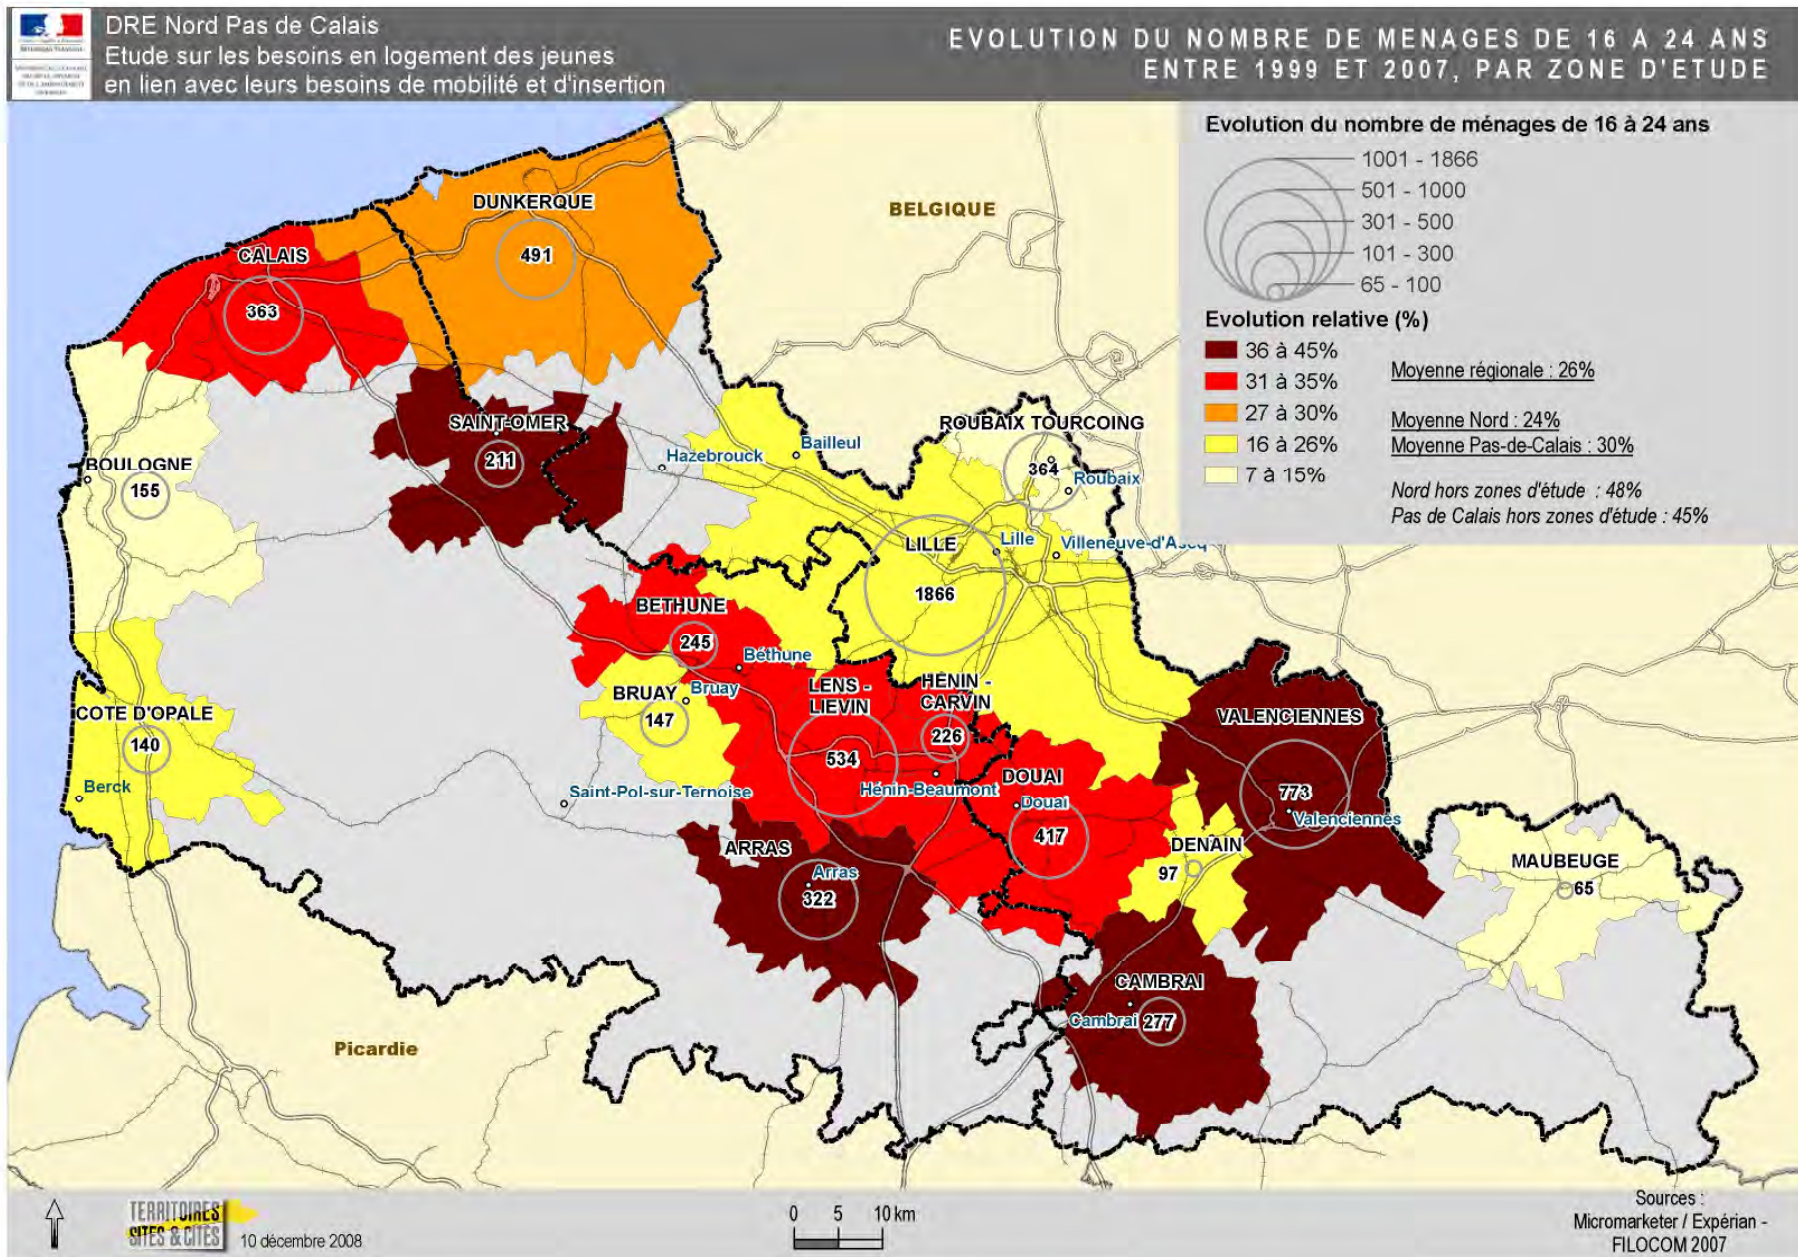 DRE Nord Pas de Calais
Etude sur les besoins en logement des jeunes
en lien avec leurs besoins de mobilité et d'insertion
EVOLUTION DU NOMBRE DE MENAGES DE 16 A 24 ANS
ENTRE 1999 ET 2007, PAR ZONE D'ETUDE
Evolution du nombre de ménages de 16 à 24 ans
1001 - 1866
501 - 1000
301 - 500
101 - 300
65 - 100
Evolution relative (%)
36 à 45%
31 à 35%
27 à 30%
16 à 26%
7 à 15%
Moyenne régionale : 26%
Moyenne Nord : 24%
Moyenne Pas-de-Calais : 30%
Nord hors zones d'étude : 48%
Pas de Calais hors zones d'étude : 45%
BELGIQUE
DUNKERQUE
491
CALAIS
363
SAINT-OMER
211
BOULOGNE
155
ROUBAIX TOURCOING
364
Roubaix
Bailleul
Hazebrouck
LILLE
Lille
Villeneuve-d'Ascq
1866
BETHUNE
245
Béthune
BRUAY
Bruay
147
LENS -
LIEVIN
534
HÉNIN -
CARVIN
226
Hénin-Beaumont
COTE D'OPALE
140
Berck
Saint-Pol-sur-Ternoise
DOUAI
Douai
417
VALENCIENNES
773
Valenciennes
DENAIN
97
MAUBEUGE
65
ARRAS
Arras
322
CAMBRAI
Cambrai
277
Picardie
TERRITOIRES
SITES & CITÉS
10 décembre 2008
0 5 10 km
Sources :
Micromarketer / Expérian -
FILOCOM 2007